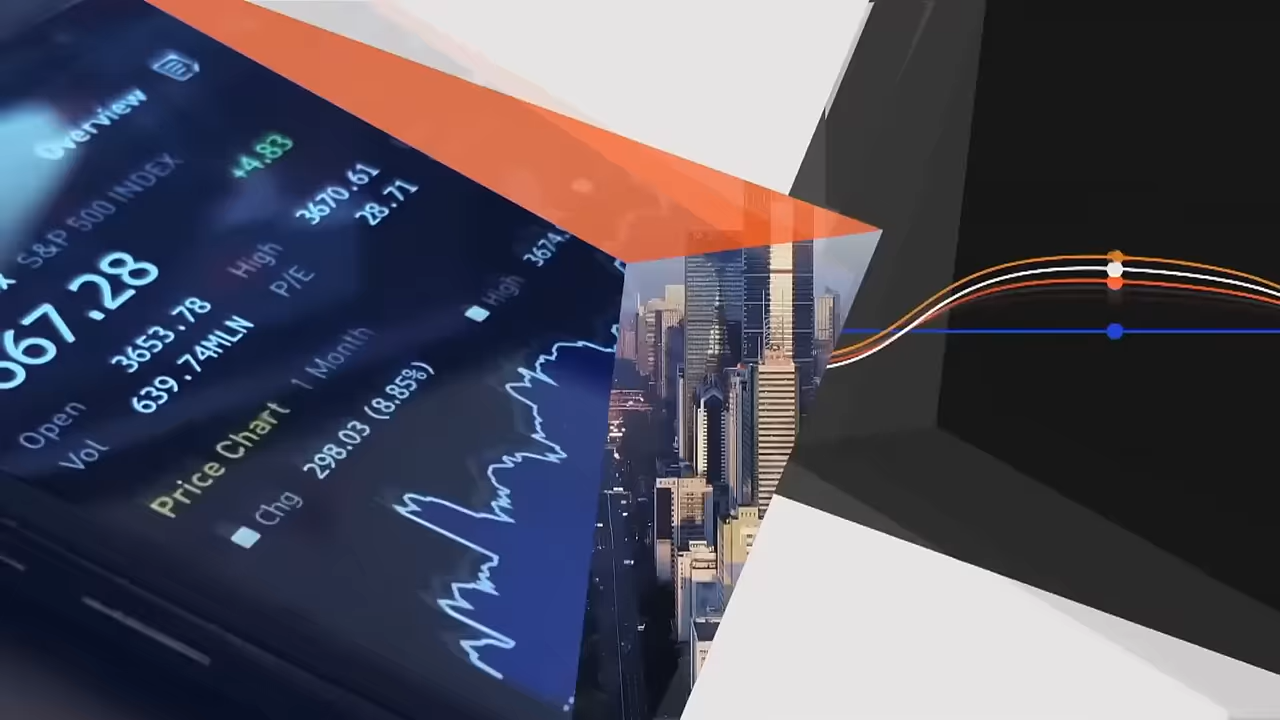 Overview
S&P 500 INDEX
667.28
+4.83
Open 3653.78 High 3670.61
Vol 639.74MLN P/E 28.71
Price Chart 1 Month
Chg 298.03 (8.85%) High 3674.